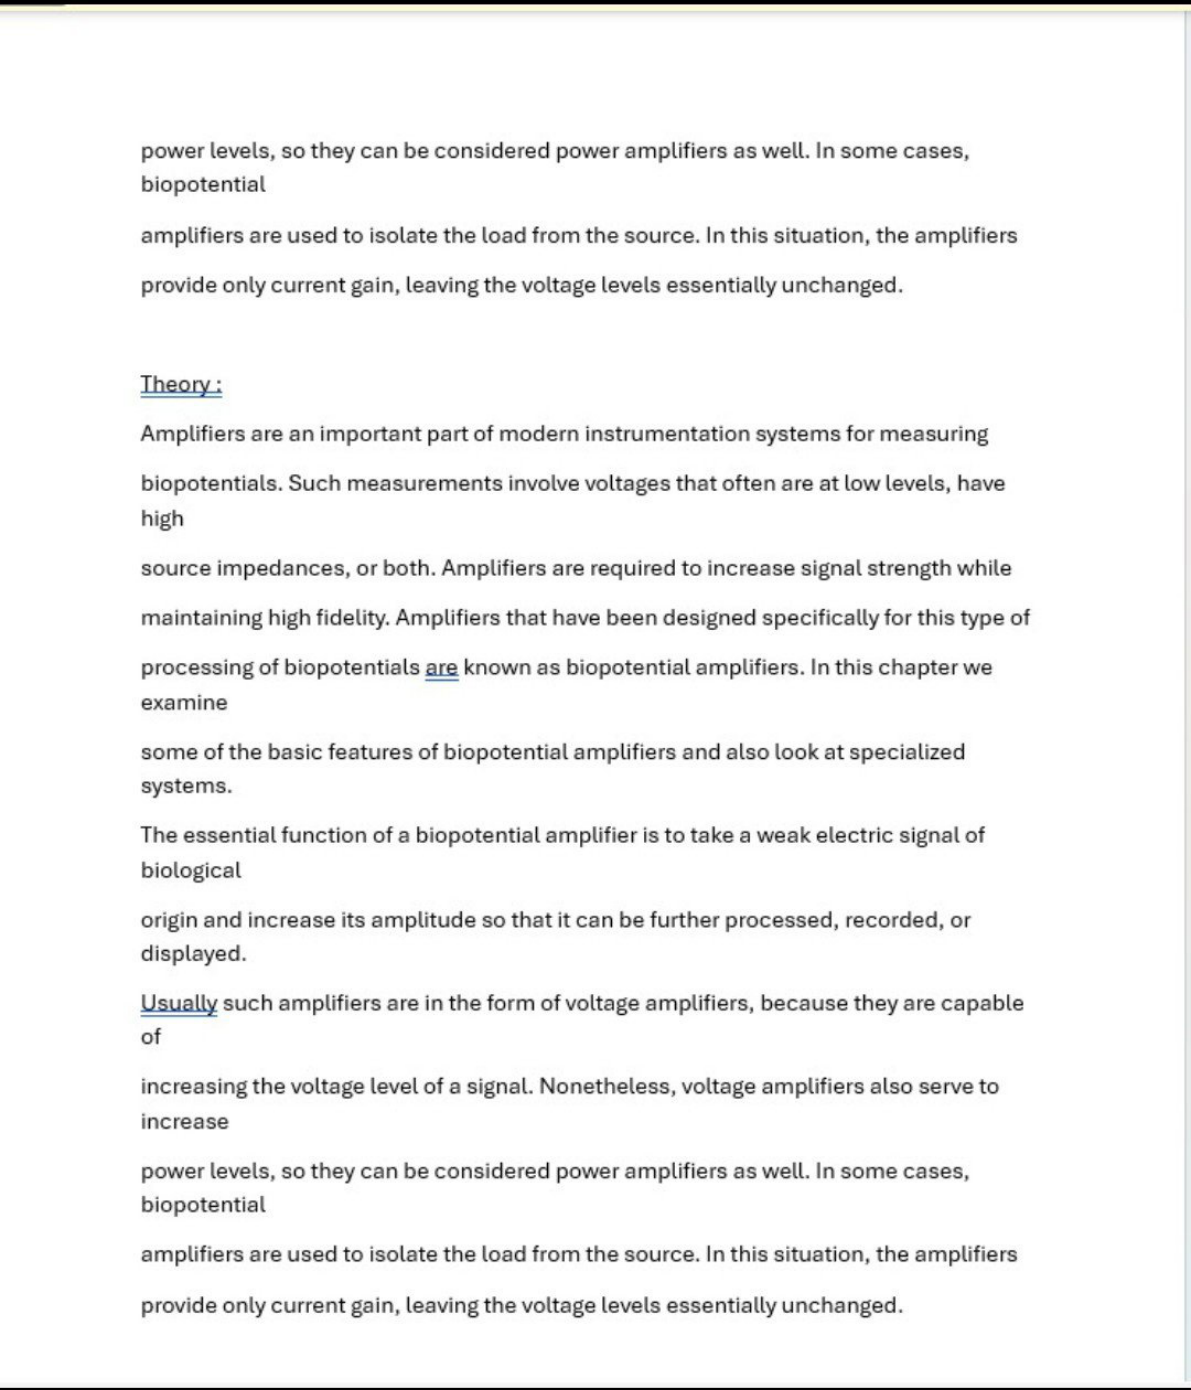 power levels, so they can be considered power amplifiers as well. In some cases,
biopotential
amplifiers are used to isolate the load from the source. In this situation, the amplifiers
provide only current gain, leaving the voltage levels essentially unchanged.
Theory :
Amplifiers are an important part of modern instrumentation systems for measuring
biopotentials. Such measurements involve voltages that often are at low levels, have
high
source impedances, or both. Amplifiers are required to increase signal strength while
maintaining high fidelity. Amplifiers that have been designed specifically for this type of
processing of biopotentials are known as biopotential amplifiers. In this chapter we
examine
some of the basic features of biopotential amplifiers and also look at specialized
systems.
The essential function of a biopotential amplifier is to take a weak electric signal of
biological
origin and increase its amplitude so that it can be further processed, recorded, or
displayed.
Usually such amplifiers are in the form of voltage amplifiers, because they are capable
of
increasing the voltage level of a signal. Nonetheless, voltage amplifiers also serve to
increase
power levels, so they can be considered power amplifiers as well. In some cases,
biopotential
amplifiers are used to isolate the load from the source. In this situation, the amplifiers
provide only current gain, leaving the voltage levels essentially unchanged.